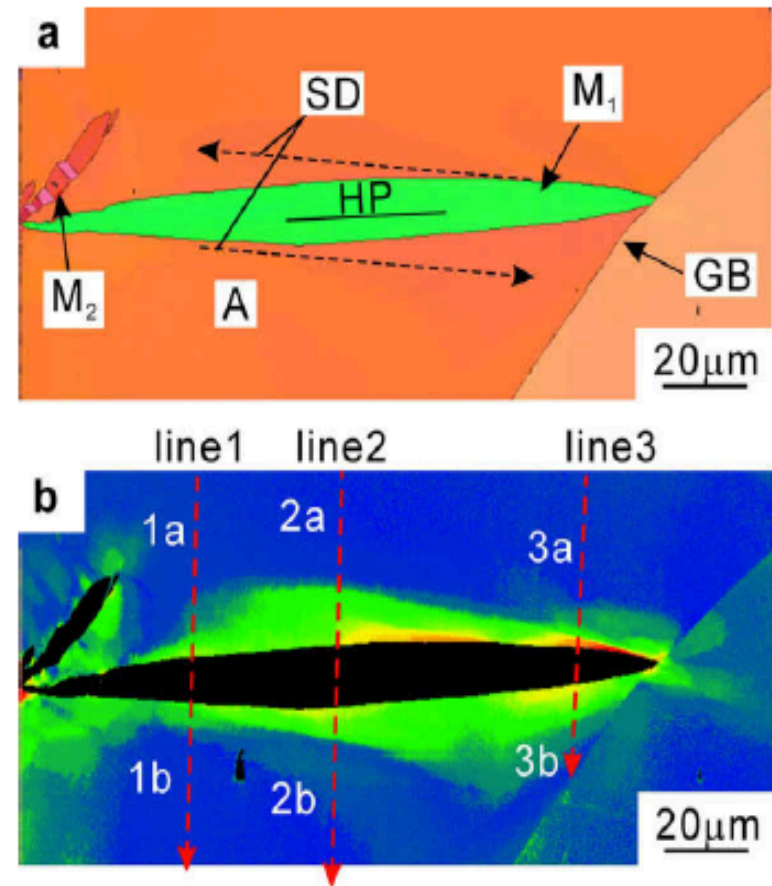 a
SD
M₁
HP
M₂
A
GB
20μm
line1 line2 line3
b
1a 2a 3a
1b 2b 3b
20μm